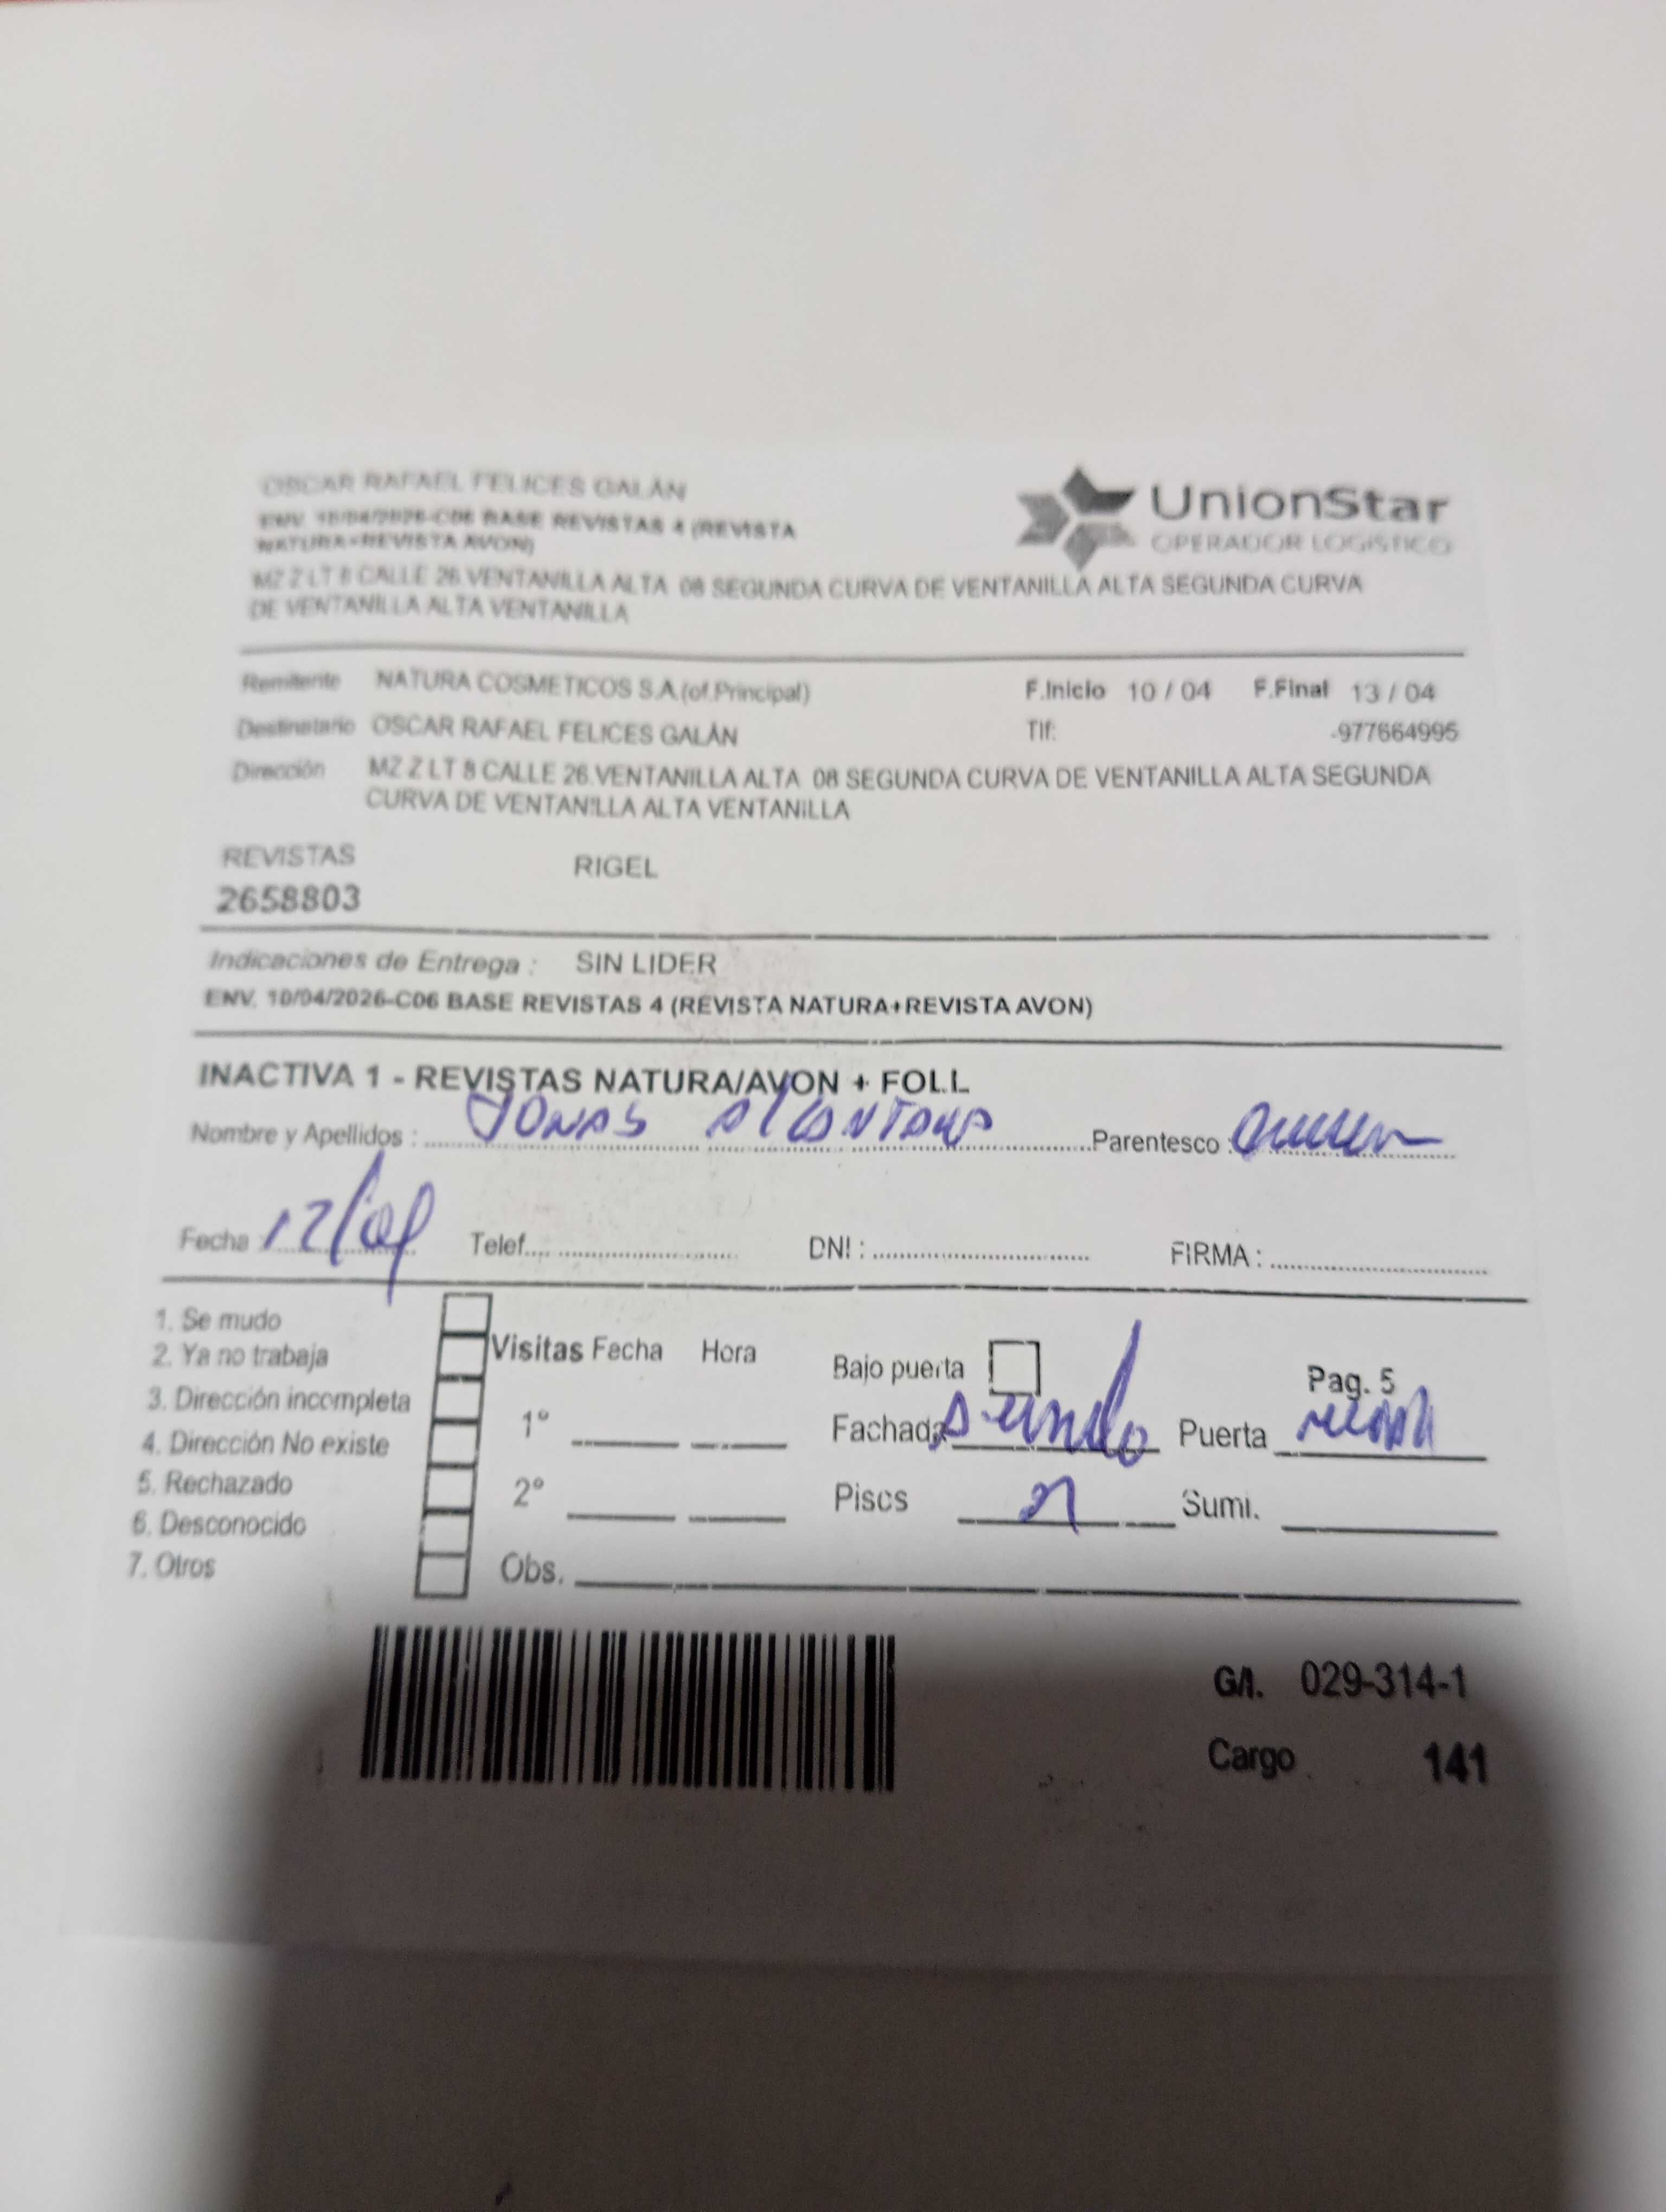 OSCAR RAFAEL FELICES GALÁN
ENV. 10/04/2026-C06 BASE REVISTAS 4 (REVISTA
NATURA+REVISTA AVON)
UnionStar
OPERADOR LOGISTICO
MZ Z LT 8 CALLE 26.VENTANILLA ALTA 08 SEGUNDA CURVA DE VENTANILLA ALTA SEGUNDA CURVA
DE VENTANILLA ALTA VENTANILLA
Remitente NATURA COSMETICOS S.A (of.Principal) F.Inicio 10 / 04 F.Final 13 / 04
Destinatario OSCAR RAFAEL FELICES GALÁN Tlf: -977664995
Dirección MZ Z LT 8 CALLE 26.VENTANILLA ALTA 08 SEGUNDA CURVA DE VENTANILLA ALTA SEGUNDA
CURVA DE VENTANILLA ALTA VENTANILLA
REVISTAS RIGEL
2658803
Indicaciones de Entrega : SIN LIDER
ENV. 10/04/2026-C06 BASE REVISTAS 4 (REVISTA NATURA+REVISTA AVON)
INACTIVA 1 - REVISTAS NATURA/AVON + FOLL
Nombre y Apellidos : JONAS Alcantara Parentesco :
Fecha : 12/04 Telef.... DNI : FIRMA :
1. Se mudo
2. Ya no trabaja
3. Dirección incompleta
4. Dirección No existe
5. Rechazado
6. Desconocido
7. Otros
Visitas Fecha Hora
1º
2º
Obs.
Bajo puerta Pag. 5
Fachada Puerta
Pisos Sumi.
G/I. 029-314-1
Cargo 141